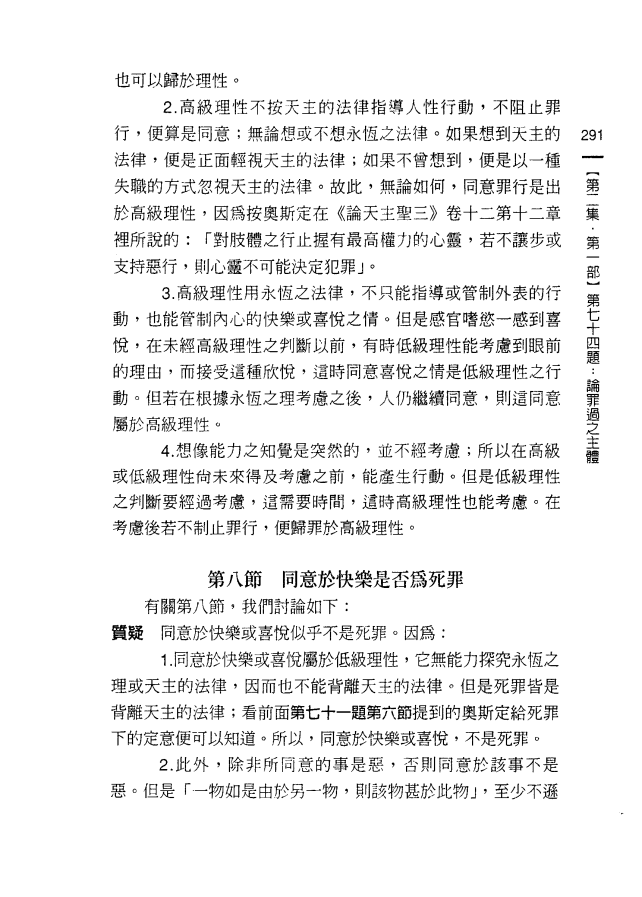 也可以歸於理性。
2.高級理性不按天主的法律指導人性行動，不阻止罪
行，便算是同意；無論想或不想永恆之法律。如果想到天主的
法律，便是正面輕視天主的法律；如果不曾想到，便是以一種
失職的方式忽視天主的法律。故此，無論如何，同意罪行是出
於高級理性，因爲按奧斯定在《論天主聖三》卷十二第十二章
裡所說的：「對肢體之行止握有最高權力的心靈，若不讓步或
支持惡行，則心靈不可能決定犯罪」。
3.高級理性用永恆之法律，不只能指導或管制外表的行
動，也能管制內心的快樂或喜悅之情。但是感官嗜慾一感到喜
悅，在未經高級理性之判斷以前，有時低級理性能考慮到眼前
的理由，而接受這種欣悅，這時同意喜悅之情是低級理性之行
動。但若在根據永恆之理考慮之後，人仍繼續同意，則這同意
屬於高級理性。
4.想像能力之知覺是突然的，並不經考慮；所以在高級
或低級理性尙未來得及考慮之前，能產生行動。但是低級理性
之判斷要經過考慮，這需要時間，這時高級理性也能考慮。在
考慮後若不制止罪行，便歸罪於高級理性。
第八節　同意於快樂是否爲死罪
有關第八節，我們討論如下：
質疑　同意於快樂或喜悅似乎不是死罪。因爲：
1.同意於快樂或喜悅屬於低級理性，它無能力探究永恆之
理或天主的法律，因而也不能背離天主的法律。但是死罪皆是
背離天主的法律；看前面第七十一題第六節提到的奧斯定給死罪
下的定意便可以知道。所以，同意於快樂或喜悅，不是死罪。
2.此外，除非所同意的事是惡，否則同意於該事不是
惡。但是「一物如是由於另一物，則該物甚於此物」，至少不遜
291
【第二集．第一部】第七十四題：論罪過之主體